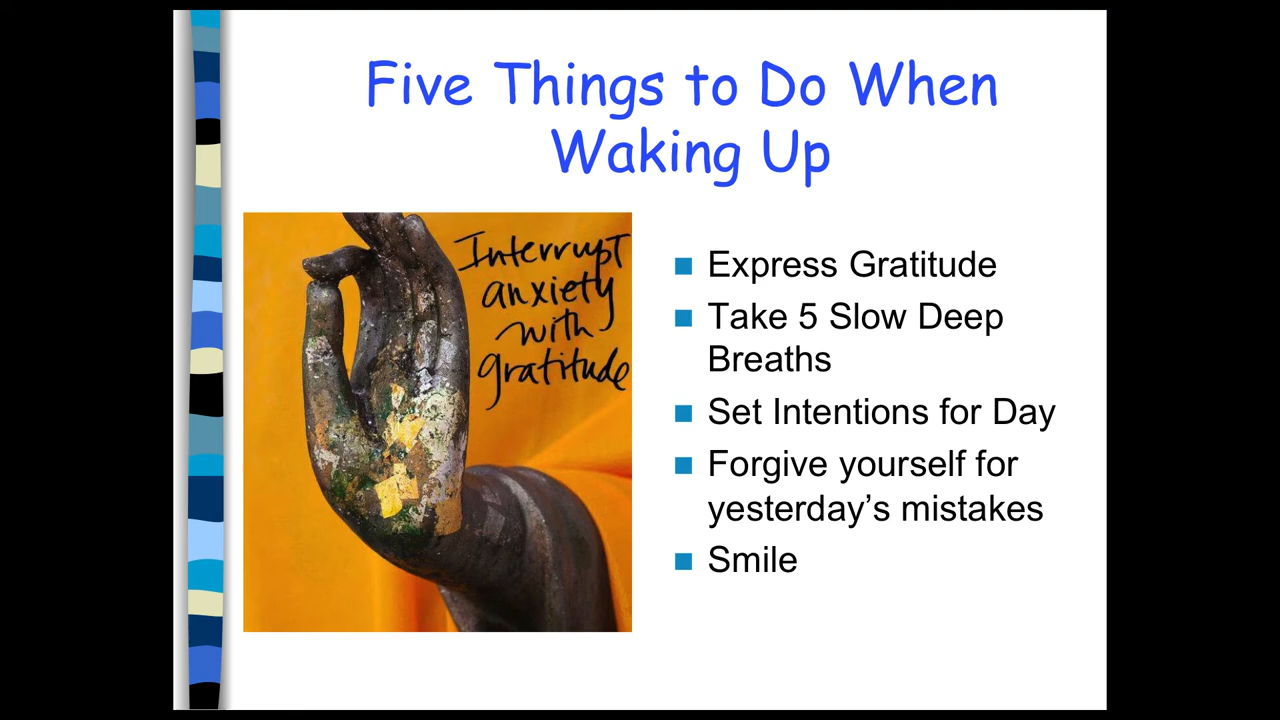 Five Things to Do When
Waking Up
Interrupt
anxiety
with
gratitude
Express Gratitude
Take 5 Slow Deep
Breaths
Set Intentions for Day
Forgive yourself for
yesterday’s mistakes
Smile